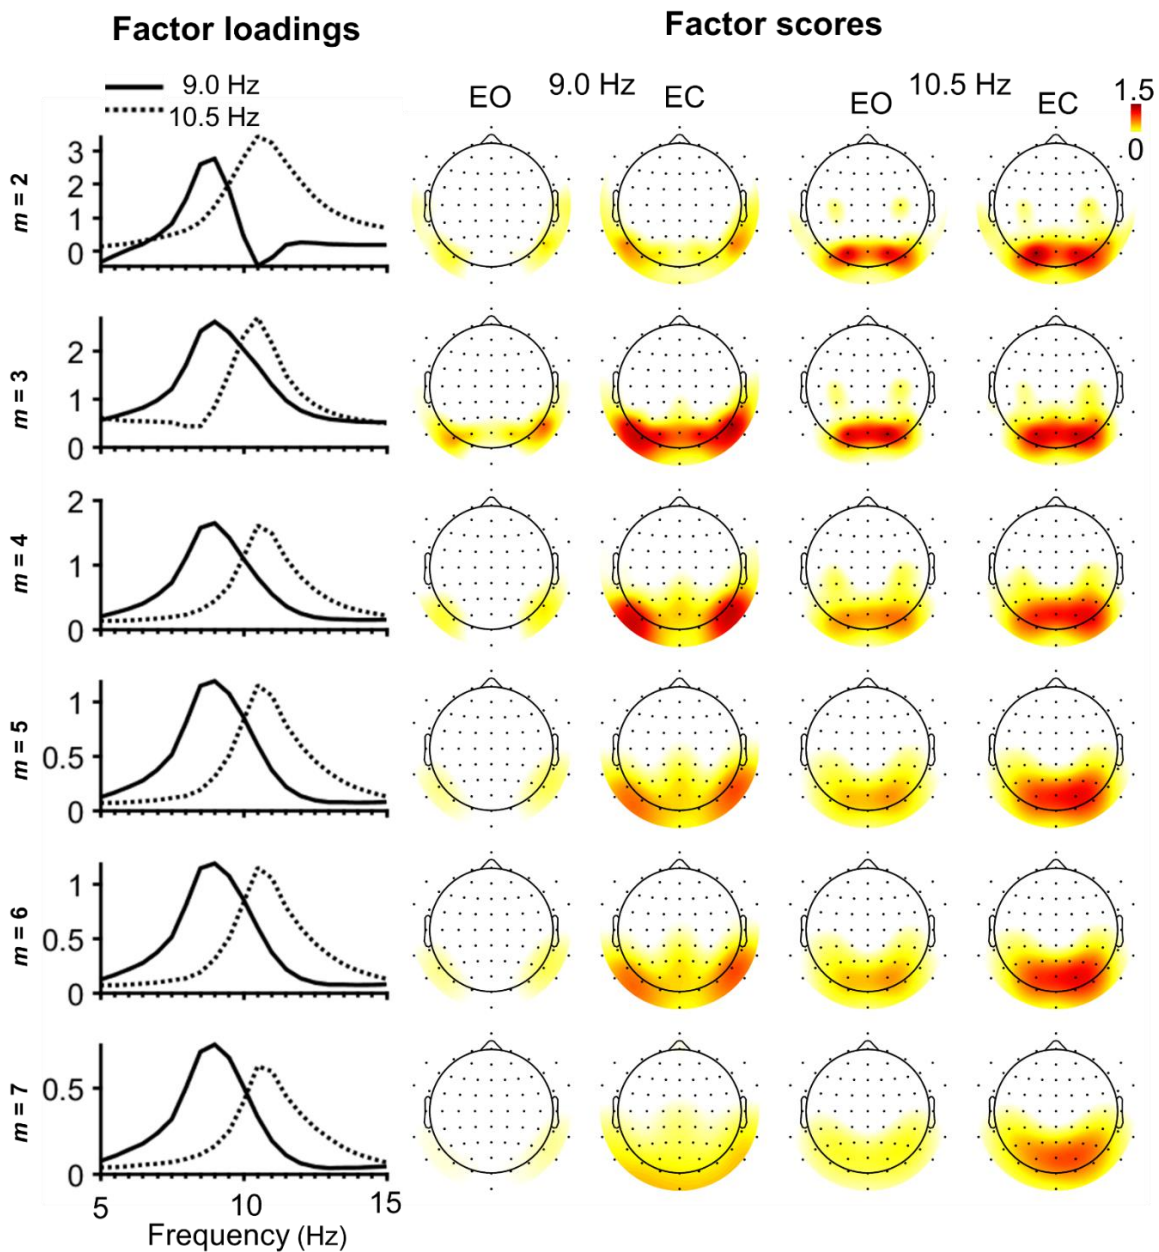 Factor loadings
Factor scores
9.0 Hz
10.5 Hz
9.0 Hz
10.5 Hz
EO
EC
EO
EC
1.5
0
m = 2
3
2
1
0
m = 3
2
1
0
m = 4
2
1
0
m = 5
1
0.5
0
m = 6
1
0.5
0
m = 7
0.5
0
5
10
15
Frequency (Hz)